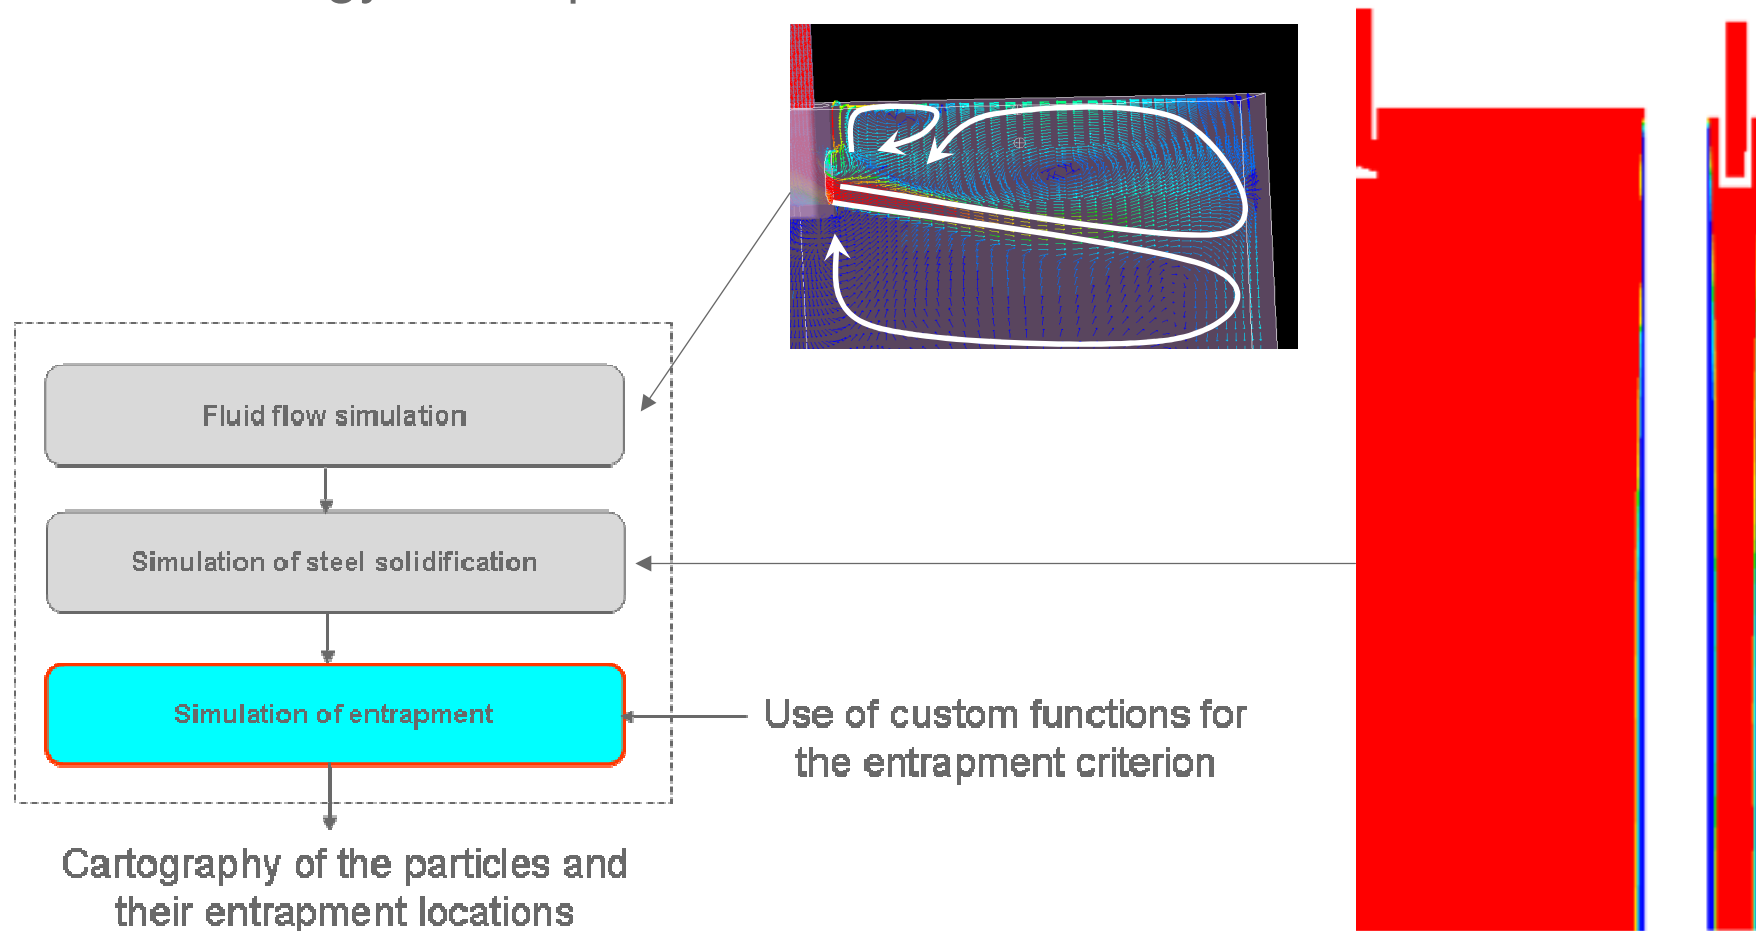 Fluid flow simulation
Simulation of steel solidification
Simulation of entrapment
Use of custom functions for
the entrapment criterion
Cartography of the particles and
their entrapment locations